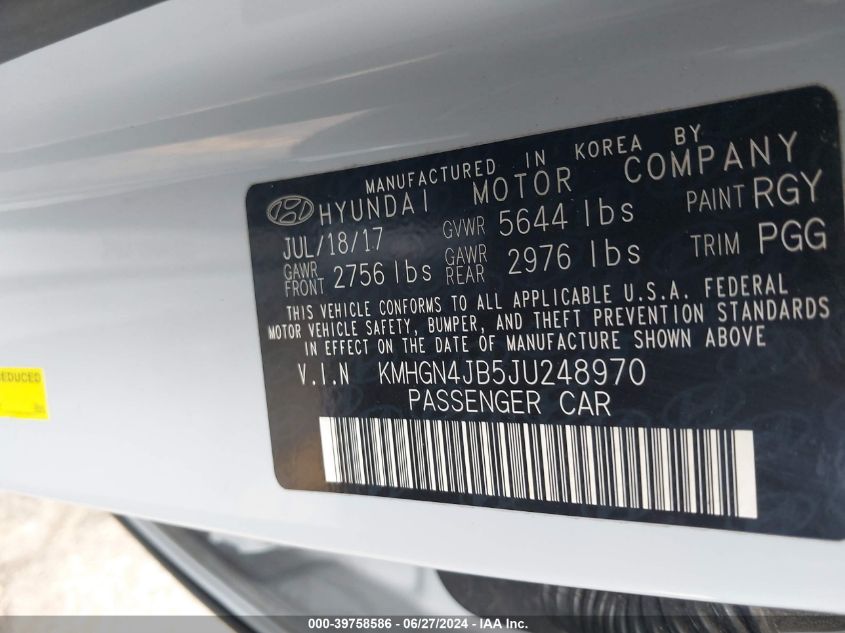 MANUFACTURED IN KOREA BY
HYUNDAI MOTOR COMPANY
JUL/18/17 GVWR 5644 lbs PAINT RGY
GAWR FRONT 2756 lbs GAWR REAR 2976 lbs TRIM PGG
THIS VEHICLE CONFORMS TO ALL APPLICABLE U.S.A. FEDERAL
MOTOR VEHICLE SAFETY, BUMPER, AND THEFT PREVENTION STANDARDS
IN EFFECT ON THE DATE OF MANUFACTURE SHOWN ABOVE
V.I.N KMHGN4JB5JU248970
PASSENGER CAR
REDUCED
000-39758586 - 06/27/2024 - IAA Inc.